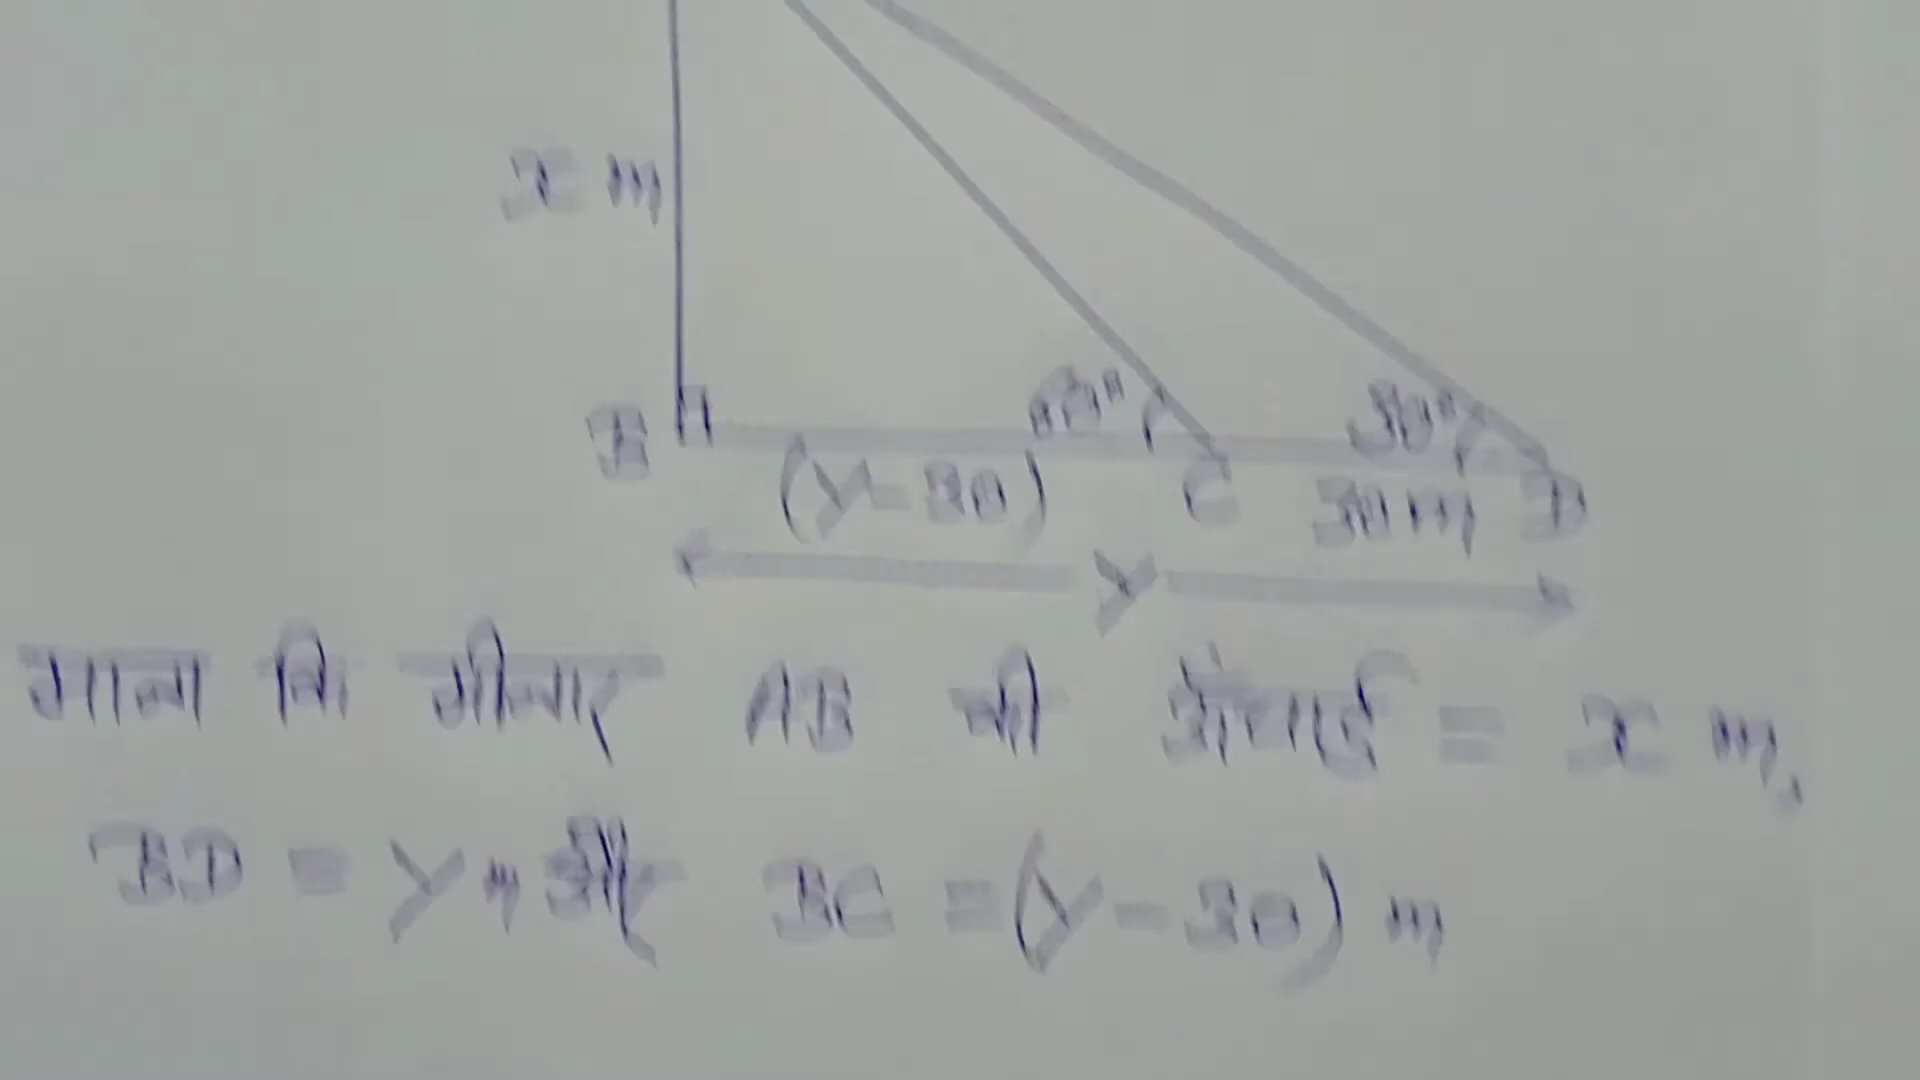 x m
B 60° 30°
(y-30) C 30 m D
y
माना कि मीनार AB की ऊँचाई = x m,
BD = y m और BC = (y-30) m